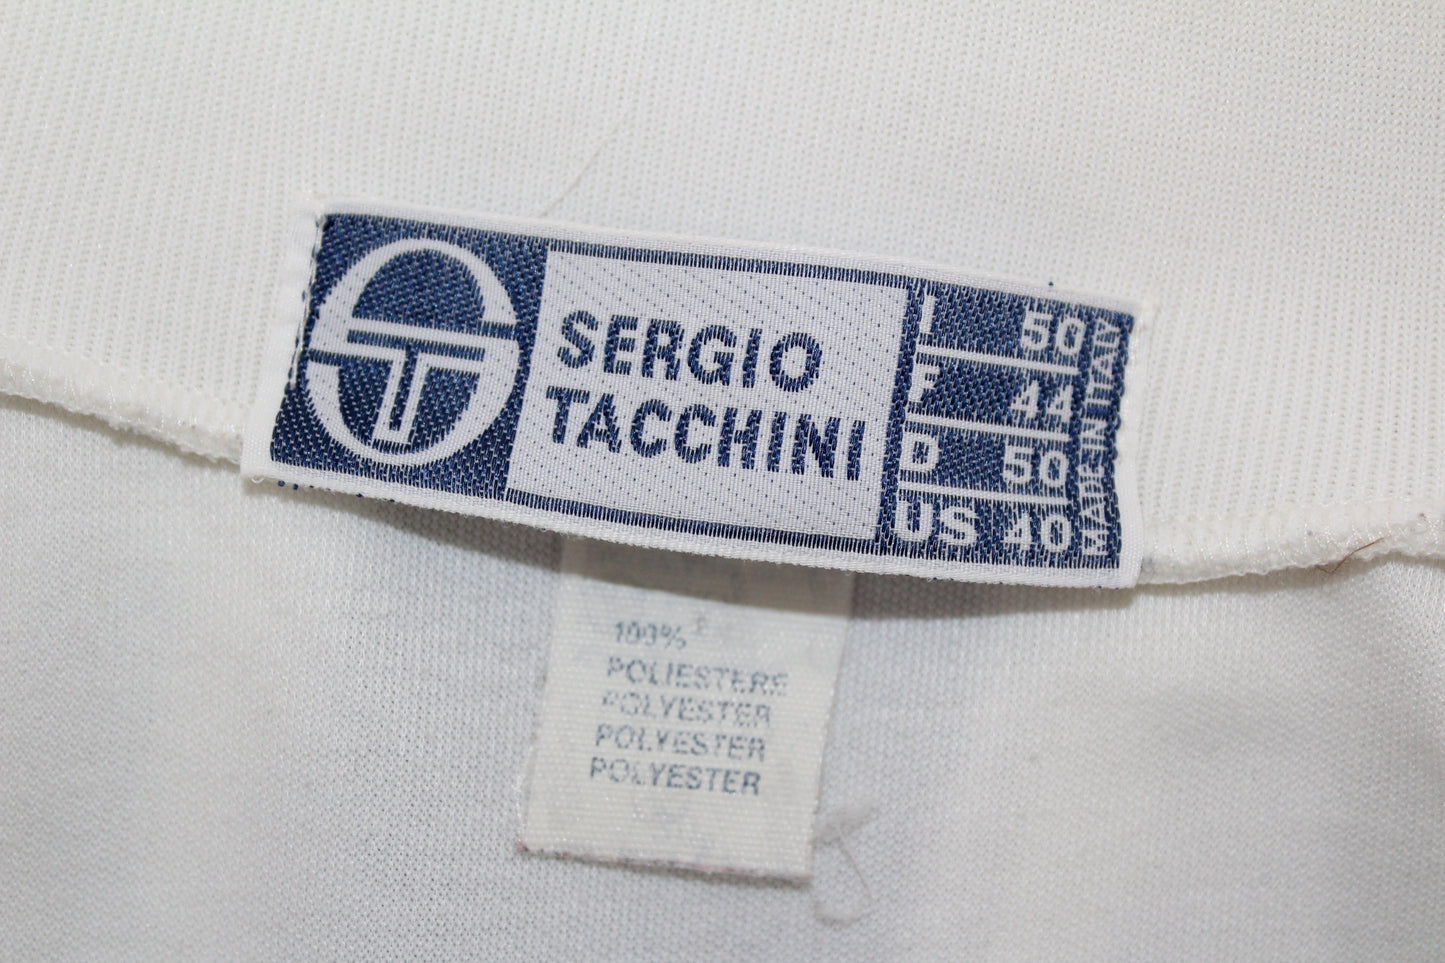 SERGIO
TACCHINI
I 50
F 44
D 50
US 40
MADE IN ITALY
100%
POLIESTERE
POLYESTER
POLYESTER
POLYESTER